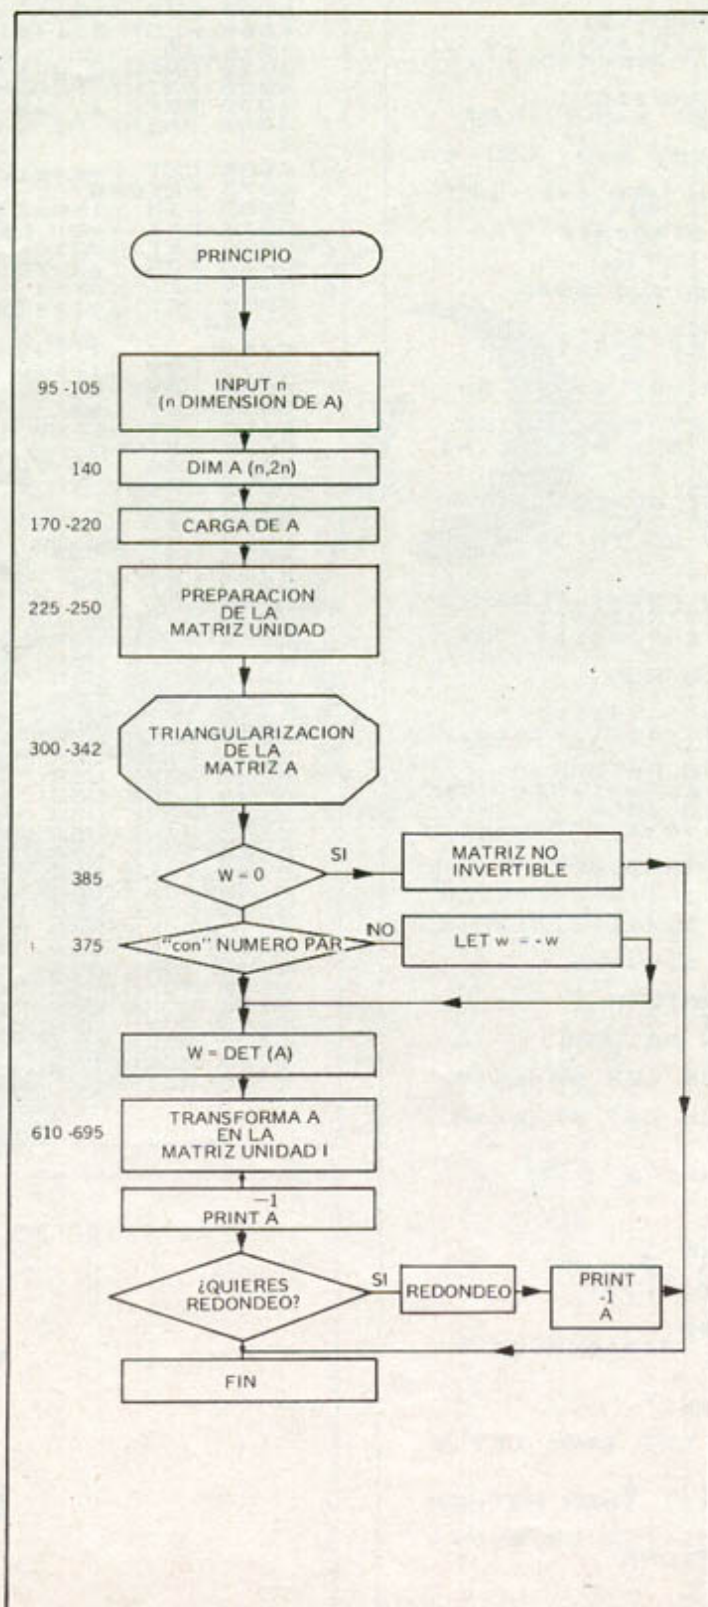 PRINCIPIO
95 -105
INPUT n
(n DIMENSION DE A)
140
DIM A (n,2n)
170 -220
CARGA DE A
225 -250
PREPARACION
DE LA
MATRIZ UNIDAD
300 -342
TRIANGULARIZACION
DE LA
MATRIZ A
385
W = 0
SI
MATRIZ NO
INVERTIBLE
375
"con" NUMERO PAR
NO
LET w = -w
W = DET (A)
610 -695
TRANSFORMA A
EN LA
MATRIZ UNIDAD I
—1
PRINT A
¿QUIERES
REDONDEO?
SI
REDONDEO
PRINT
-1
A
FIN